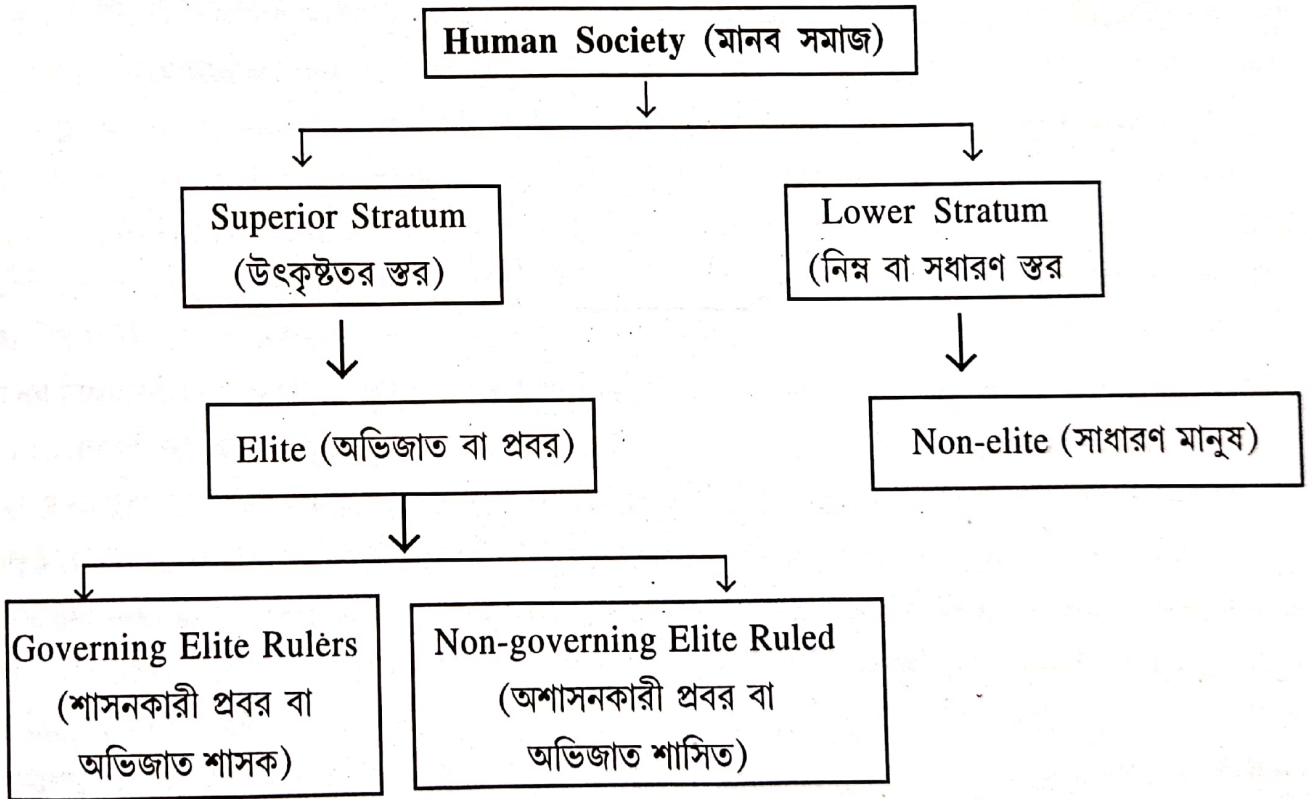 Human Society (মানব সমাজ)
Superior Stratum
(উৎকৃষ্টতর স্তর)
Lower Stratum
(নিম্ন বা সধারণ স্তর
Elite (অভিজাত বা প্রবর)
Non-elite (সাধারণ মানুষ)
Governing Elite Rulers
(শাসনকারী প্রবর বা
অভিজাত শাসক)
Non-governing Elite Ruled
(অশাসনকারী প্রবর বা
অভিজাত শাসিত)